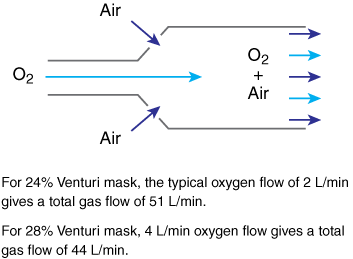 Air
O2
O2
+
Air
Air
For 24% Venturi mask, the typical oxygen flow of 2 L/min
gives a total gas flow of 51 L/min.
For 28% Venturi mask, 4 L/min oxygen flow gives a total
gas flow of 44 L/min.